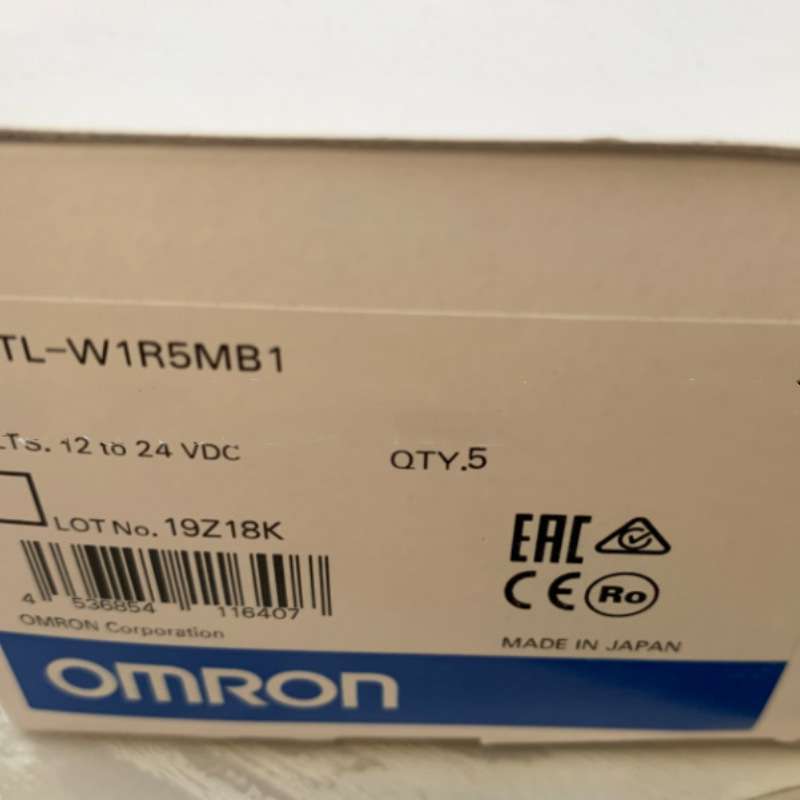 TL-W1R5MB1
LTS. 12 to 24 VDC
QTY.5
LOT No. 19Z18K
4 536854 116407
OMRON Corporation
EAC
CE Ro
MADE IN JAPAN
OMRON